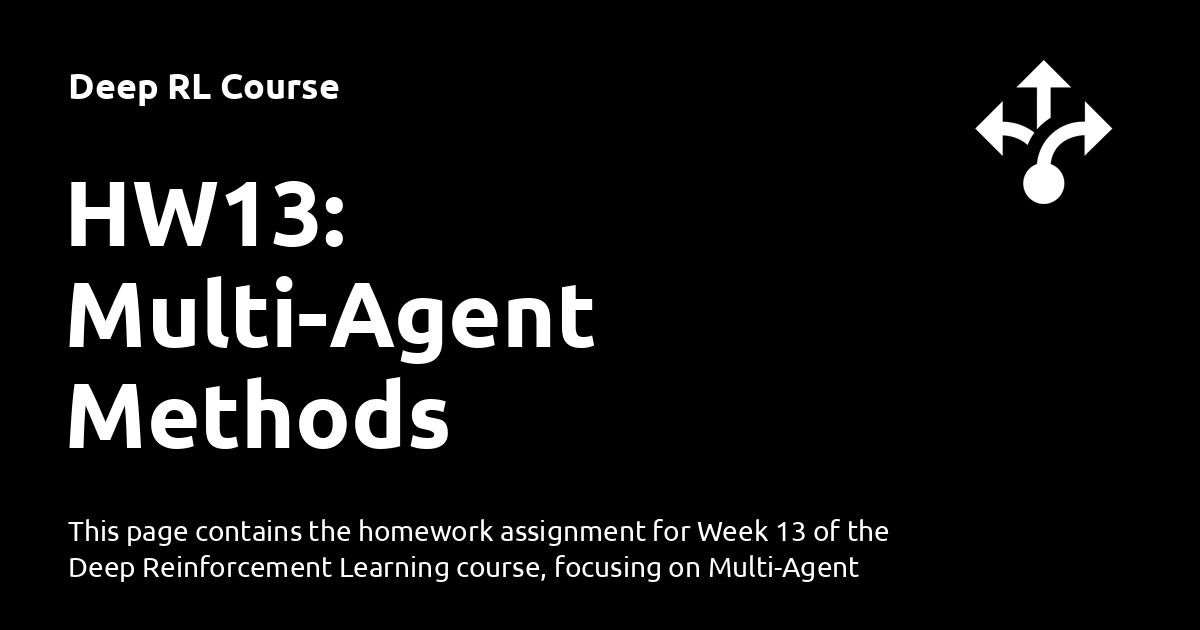 Deep RL Course
HW13:
Multi-Agent
Methods
This page contains the homework assignment for Week 13 of the
Deep Reinforcement Learning course, focusing on Multi-Agent